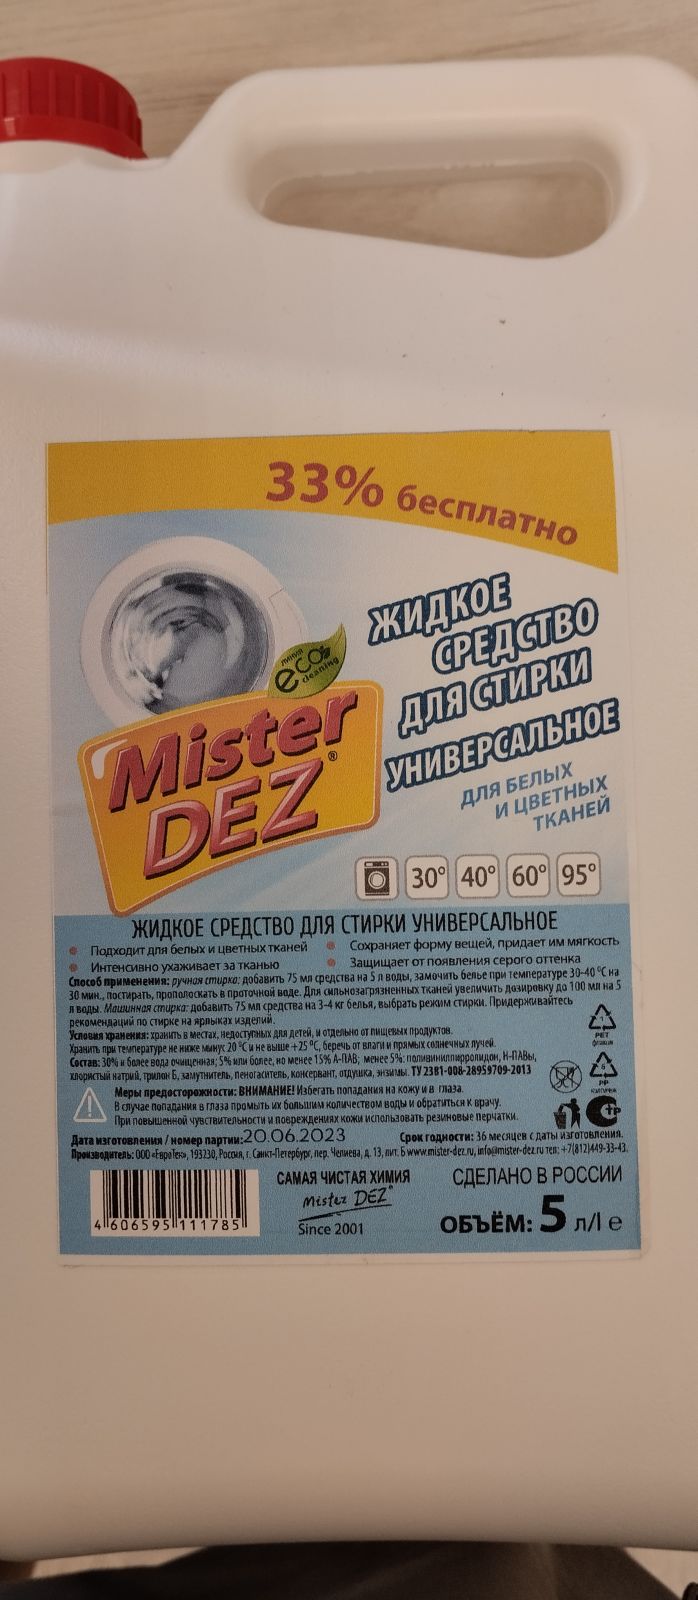 33% бесплатно
ЖИДКОЕ
СРЕДСТВО
ДЛЯ СТИРКИ
УНИВЕРСАЛЬНОЕ
ДЛЯ БЕЛЫХ
И ЦВЕТНЫХ
ТКАНЕЙ
линия
eco
cleaning
Mister
DEZ®
30° 40° 60° 95°
ЖИДКОЕ СРЕДСТВО ДЛЯ СТИРКИ УНИВЕРСАЛЬНОЕ
Подходит для белых и цветных тканей
Интенсивно ухаживает за тканью
Сохраняет форму вещей, придает им мягкость
Защищает от появления серого оттенка
Способ применения: ручная стирка: добавить 75 мл средства на 5 л воды, замочить белье при температуре 30-40 °C на
30 мин., постирать, прополоскать в проточной воде. Для сильнозагрязненных тканей увеличить дозировку до 100 мл на 5
л воды. Машинная стирка: добавить 75 мл средства на 3-4 кг белья, выбрать режим стирки. Придерживайтесь
рекомендаций по стирке на ярлыках изделий.
Условия хранения: хранить в местах, недоступных для детей, и отдельно от пищевых продуктов.
Хранить при температуре не ниже минус 20 °C и не выше +25 °C, беречь от влаги и прямых солнечных лучей.
Состав: 30% и более вода очищенная; 5% или более, но менее 15% А-ПАВ; менее 5%: поливинилпирролидон, Н-ПАВы,
хлористый натрий, трилон Б, замутнитель, пеногаситель, консервант, отдушка, энзимы. ТУ 2381-008-28959709-2013
Меры предосторожности: ВНИМАНИЕ! Избегать попадания на кожу и в глаза.
В случае попадания в глаза промыть их большим количеством воды и обратиться к врачу.
При повышенной чувствительности и повреждениях кожи использовать резиновые перчатки.
PET
флакон
5
PP
СТР
Дата изготовления / номер партии: 20.06.2023
Срок годности: 36 месяцев с даты изготовления.
Производитель: ООО «ЕвроТек», 193230, Россия, г. Санкт-Петербург, пер. Челиева, д. 13, лит. Б www.mister-dez.ru, info@mister-dez.ru тел: +7(812)449-33-43.
4 606595 111785
САМАЯ ЧИСТАЯ ХИМИЯ
Mister DEZ®
Since 2001
СДЕЛАНО В РОССИИ
ОБЪЁМ: 5 л/l e